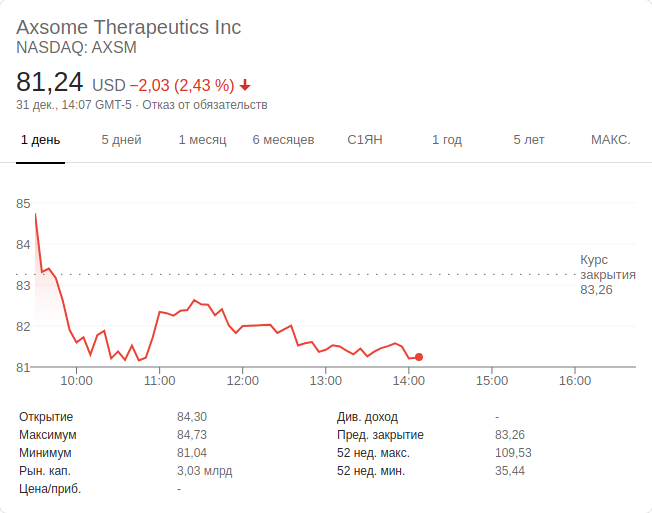 Axsome Therapeutics Inc
NASDAQ: AXSM
81,24 USD −2,03 (2,43 %)
31 дек., 14:07 GMT-5 · Отказ от обязательств
1 день 5 дней 1 месяц 6 месяцев С1ЯН 1 год 5 лет МАКС.
85
84
Курс
закрытия
83,26
83
82
81
10:00 11:00 12:00 13:00 14:00 15:00 16:00
Открытие 84,30 Див. доход -
Максимум 84,73 Пред. закрытие 83,26
Минимум 81,04 52 нед. макс. 109,53
Рын. кап. 3,03 млрд 52 нед. мин. 35,44
Цена/приб. -